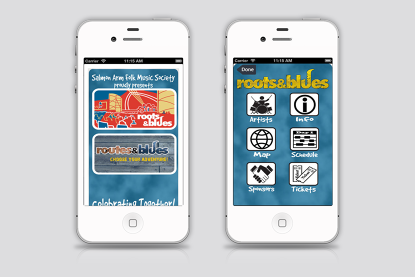 Carrier 11:15 AM
Salmon Arm Folk Music Society
proudly presents
roots
&blues
routes&blues
CHOOSE YOUR ADVENTURE!
Celebrating Together!
Carrier 11:15 AM
Done
roots&blues
Artists Info
Map Schedule
Sponsors Tickets